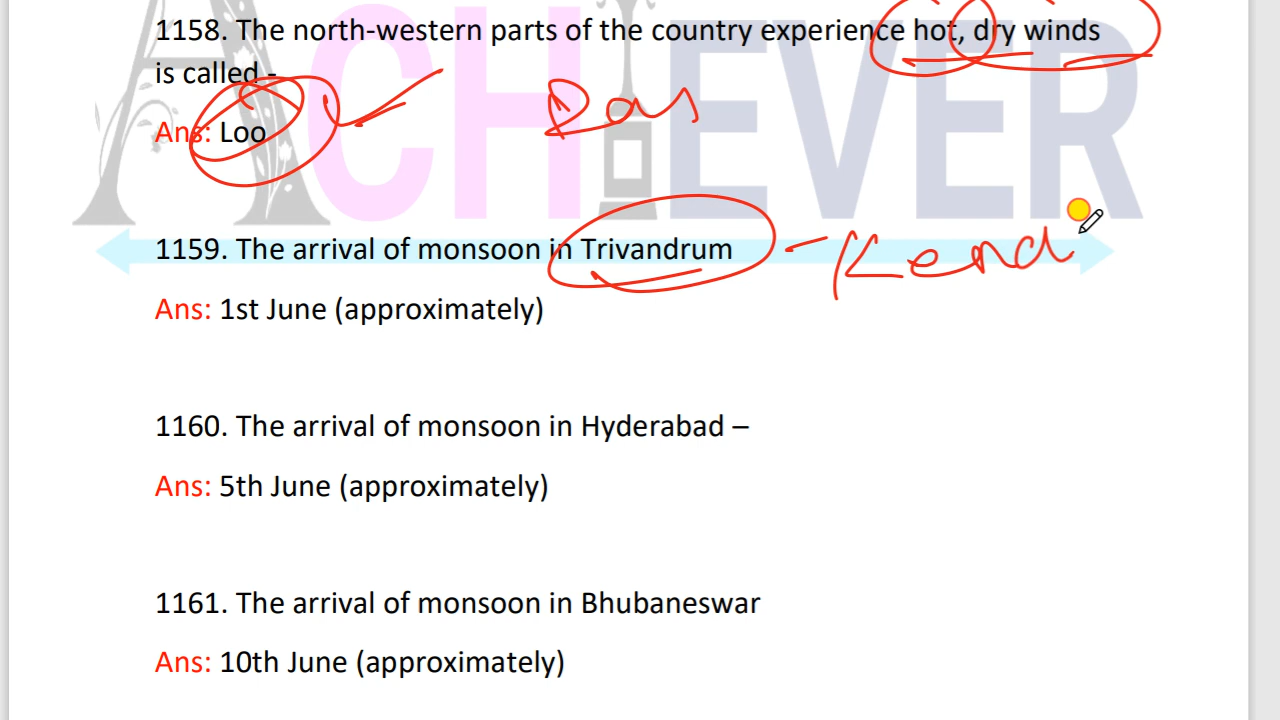 1158. The north-western parts of the country experience hot, dry winds
is called -
Ans: Loo
ACHIEVER
1159. The arrival of monsoon in Trivandrum
Ans: 1st June (approximately)
1160. The arrival of monsoon in Hyderabad –
Ans: 5th June (approximately)
1161. The arrival of monsoon in Bhubaneswar
Ans: 10th June (approximately)